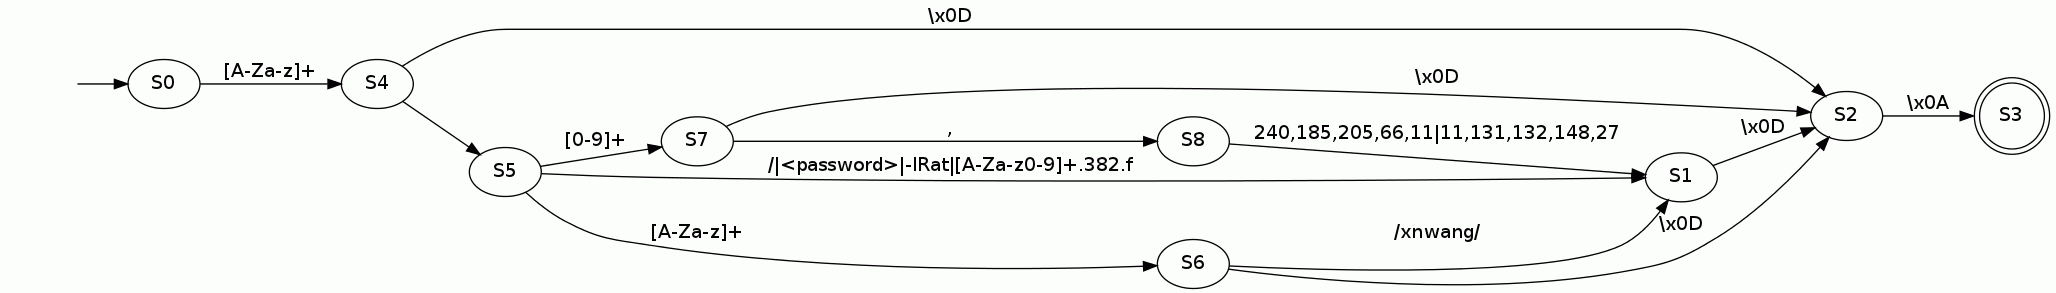 \x0D
S0
[A-Za-z]+
S4
\x0D
S7
[0-9]+
,
S8
240,185,205,66,11|11,131,132,148,27
\x0D
S2
\x0A
S3
S5
/|<password>|-lRat|[A-Za-z0-9]+.382.f
S1
[A-Za-z]+
/xnwang/
\x0D
S6